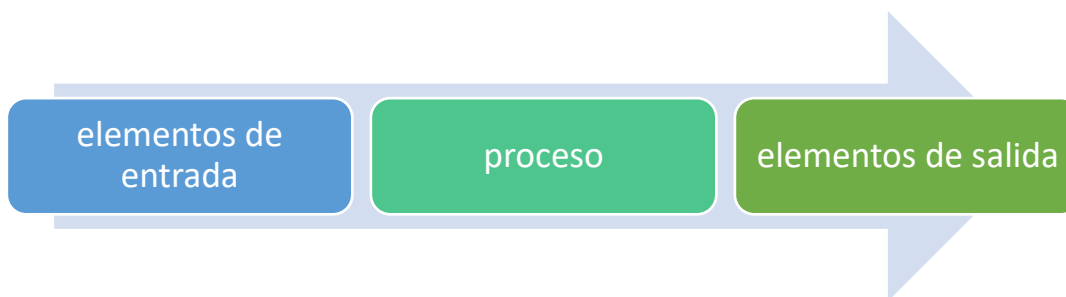 elementos de
entrada
proceso
elementos de salida